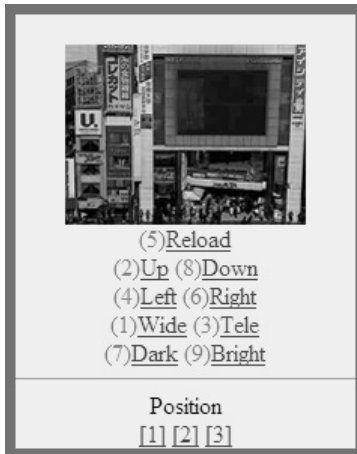 U.
(5)Reload
(2)Up (8)Down
(4)Left (6)Right
(1)Wide (3)Tele
(7)Dark (9)Bright
Position
[1] [2] [3]